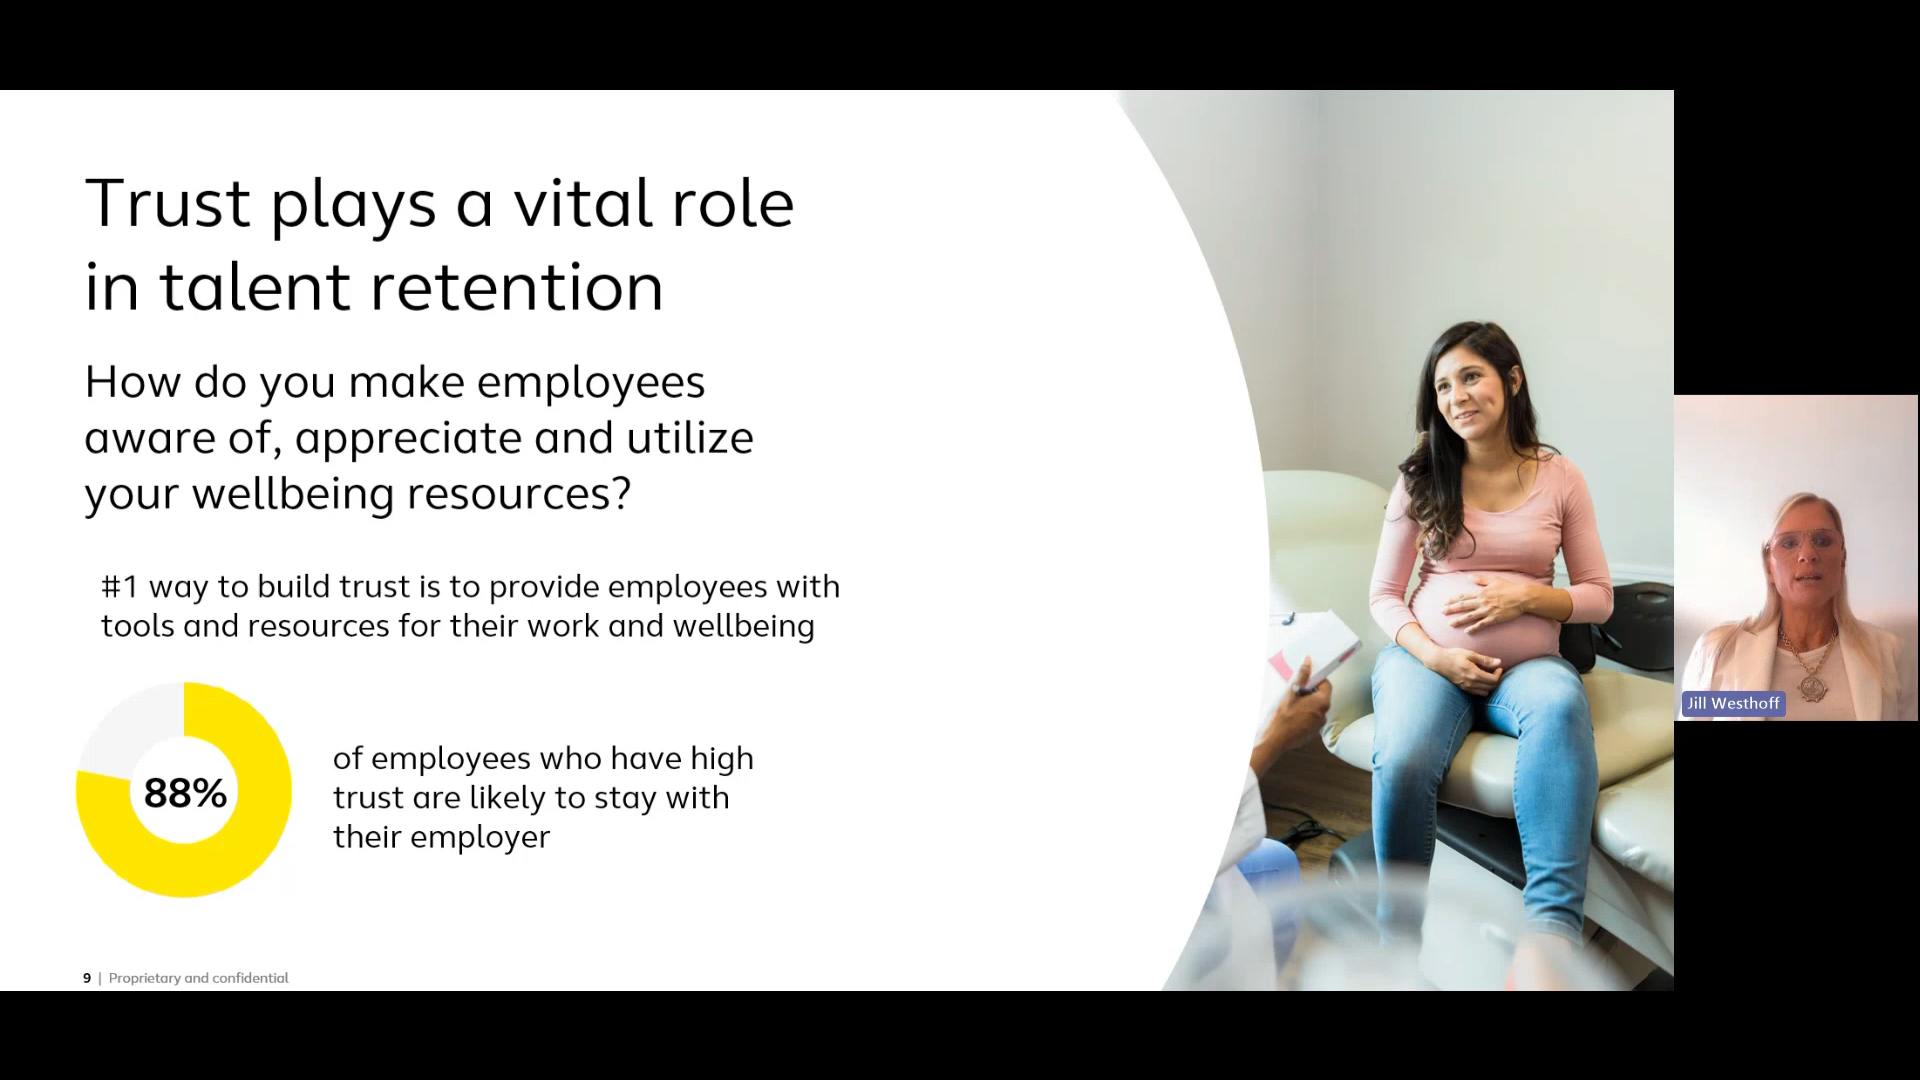 Trust plays a vital role
in talent retention
How do you make employees
aware of, appreciate and utilize
your wellbeing resources?
#1 way to build trust is to provide employees with
tools and resources for their work and wellbeing
88%
of employees who have high
trust are likely to stay with
their employer
9 | Proprietary and confidential
Jill Westhoff